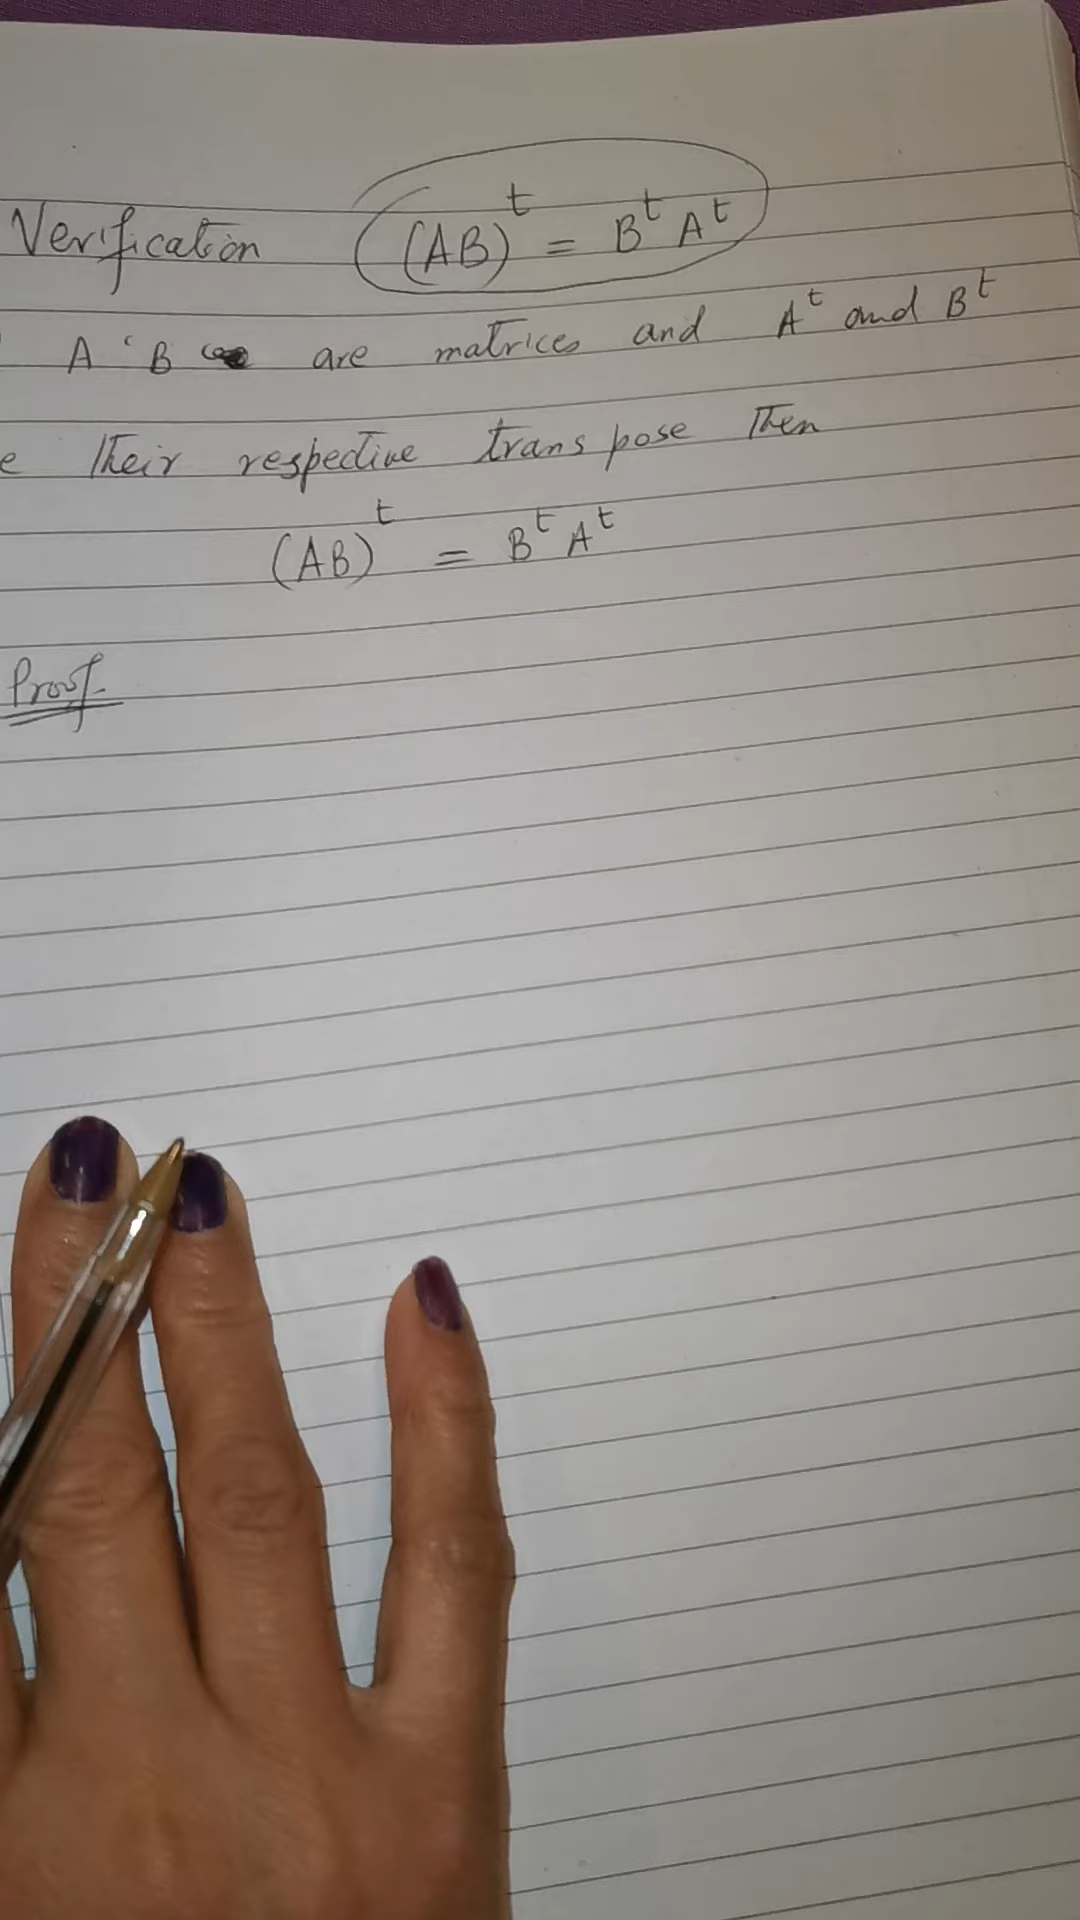 Verification (AB)^t = B^t A^t
A ' B are matrices and A^t and B^t
e their respective transpose Then
(AB)^t = B^t A^t
Proof